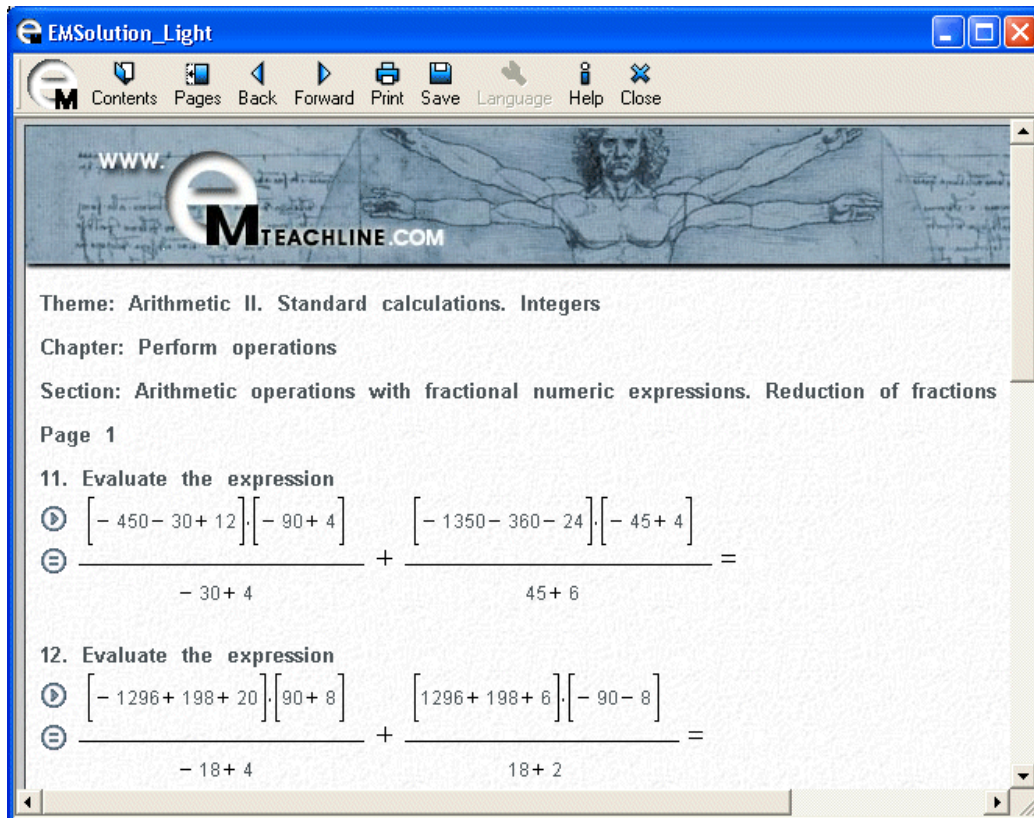 EMSolution_Light
Contents Pages Back Forward Print Save Language Help Close
www.
eMTEACHLINE.COM
Theme: Arithmetic II. Standard calculations. Integers
Chapter: Perform operations
Section: Arithmetic operations with fractional numeric expressions. Reduction of fractions
Page 1
11. Evaluate the expression
[- 450 - 30 + 12]·[- 90 + 4] [- 1350 - 360 - 24]·[- 45 + 4]
+ =
- 30 + 4 45 + 6
12. Evaluate the expression
[- 1296 + 198 + 20]·[90 + 8] [1296 + 198 + 6]·[- 90 - 8]
+ =
- 18 + 4 18 + 2